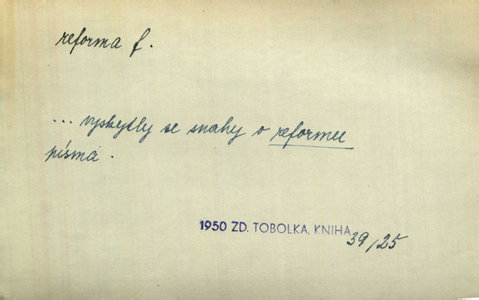 reforma f.
... vyskytly se snahy o reformu
písma.
1950 ZD. TOBOLKA, KNIHA 39/25